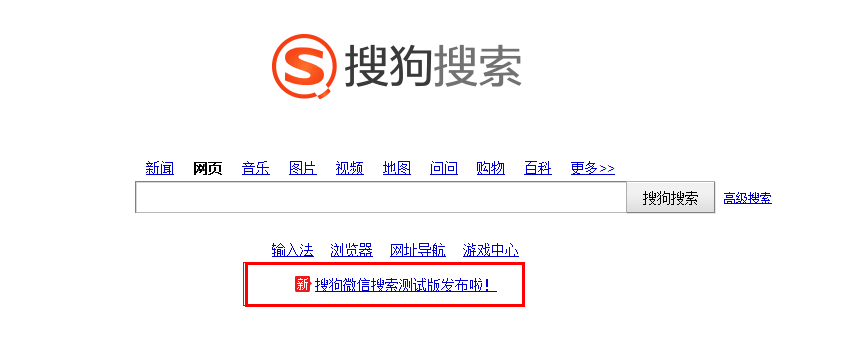 搜狗搜索
新闻 网页 音乐 图片 视频 地图 问问 购物 百科 更多>>
搜狗搜索 高级搜索
输入法 浏览器 网址导航 游戏中心
新 搜狗微信搜索测试版发布啦！